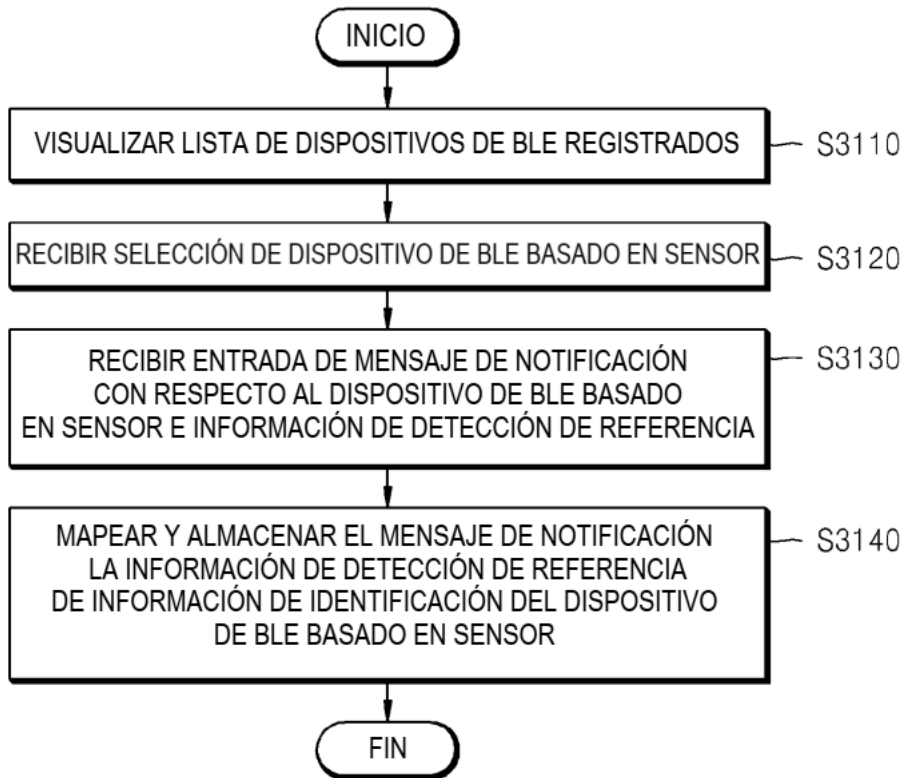 INICIO
VISUALIZAR LISTA DE DISPOSITIVOS DE BLE REGISTRADOS
S3110
RECIBIR SELECCIÓN DE DISPOSITIVO DE BLE BASADO EN SENSOR
S3120
RECIBIR ENTRADA DE MENSAJE DE NOTIFICACIÓN
S3130
CON RESPECTO AL DISPOSITIVO DE BLE BASADO
EN SENSOR E INFORMACIÓN DE DETECCIÓN DE REFERENCIA
MAPEAR Y ALMACENAR EL MENSAJE DE NOTIFICACIÓN
S3140
LA INFORMACIÓN DE DETECCIÓN DE REFERENCIA
DE INFORMACIÓN DE IDENTIFICACIÓN DEL DISPOSITIVO
DE BLE BASADO EN SENSOR
FIN